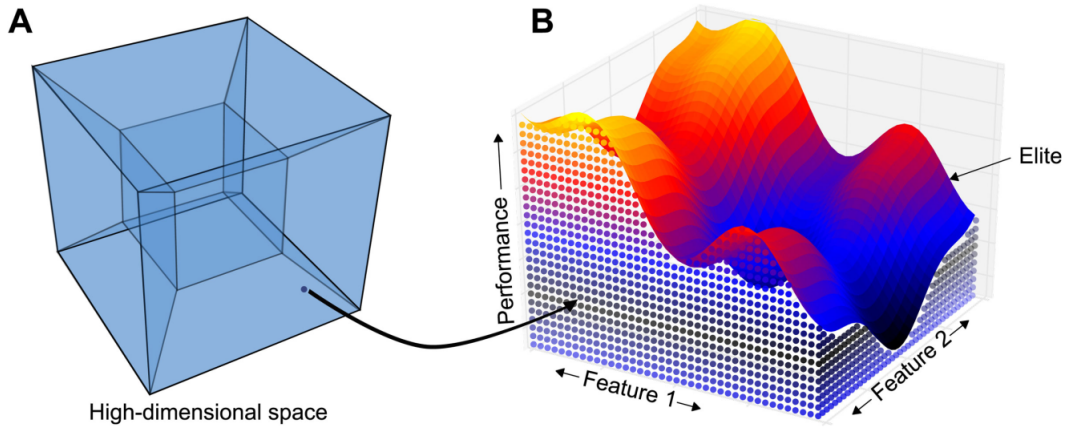 A
B
Elite
Performance
Feature 1
Feature 2
High-dimensional space